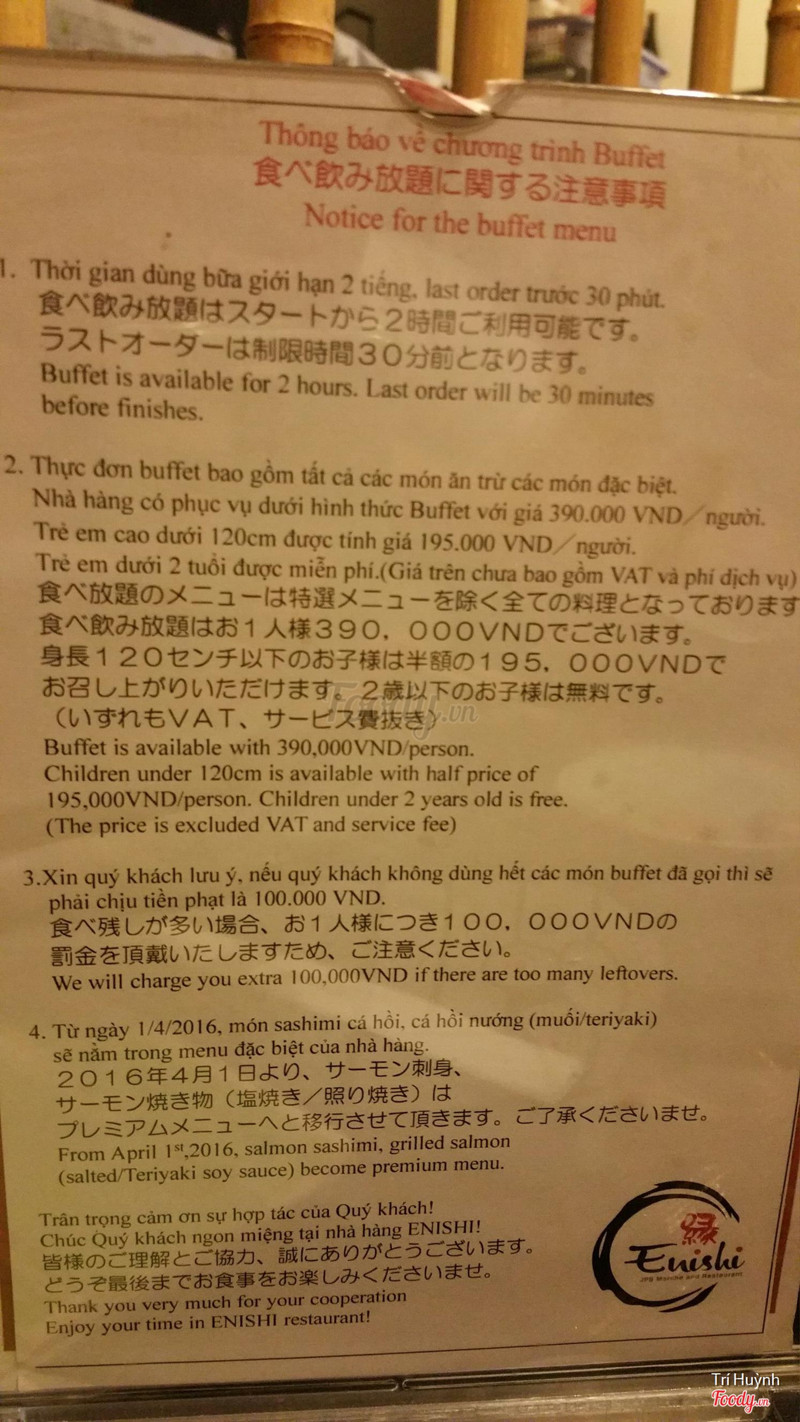 Thông báo về chương trình Buffet
食べ飲み放題に関する注意事項
Notice for the buffet menu
1. Thời gian dùng bữa giới hạn 2 tiếng, last order trước 30 phút.
食べ飲み放題はスタートから２時間ご利用可能です。
ラストオーダーは制限時間３０分前となります。
Buffet is available for 2 hours. Last order will be 30 minutes
before finishes.
2. Thực đơn buffet bao gồm tất cả các món ăn trừ các món đặc biệt.
Nhà hàng có phục vụ dưới hình thức Buffet với giá 390.000 VND／người.
Trẻ em cao dưới 120cm được tính giá 195.000 VND／người.
Trẻ em dưới 2 tuổi được miễn phí.(Giá trên chưa bao gồm VAT và phí dịch vụ)
食べ放題のメニューは特選メニューを除く全ての料理となっております
食べ飲み放題はお１人様３９０，０００VNDでございます。
身長１２０センチ以下のお子様は半額の１９５，０００VNDで
お召し上がりいただけます。２歳以下のお子様は無料です。
（いずれもVAT、サービス費抜き）
Foody.vn
Buffet is available with 390,000VND/person.
Children under 120cm is available with half price of
195,000VND/person. Children under 2 years old is free.
(The price is excluded VAT and service fee)
3.Xin quý khách lưu ý, nếu quý khách không dùng hết các món buffet đã gọi thì sẽ
phải chịu tiền phạt là 100.000 VND.
食べ残しが多い場合、お１人様につき１００，０００VNDの
罰金を頂戴いたしますため、ご注意ください。
We will charge you extra 100,000VND if there are too many leftovers.
4. Từ ngày 1/4/2016, món sashimi cá hồi, cá hồi nướng (muối/teriyaki)
sẽ nằm trong menu đặc biệt của nhà hàng.
２０１６年４月１日より、サーモン刺身、
サーモン焼き物（塩焼き／照り焼き）は
プレミアムメニューへと移行させて頂きます。ご了承くださいませ。
From April 1st,2016, salmon sashimi, grilled salmon
(salted/Teriyaki soy sauce) become premium menu.
Trân trọng cảm ơn sự hợp tác của Quý khách!
Chúc Quý khách ngon miệng tại nhà hàng ENISHI!
皆様のご理解とご協力、誠にありがとうございます。
どうぞ最後までお食事をお楽しみくださいませ。
Thank you very much for your cooperation
Enjoy your time in ENISHI restaurant!
縁
Enishi
JPS Marche and Restaurant
Trí Huỳnh
Foody.vn